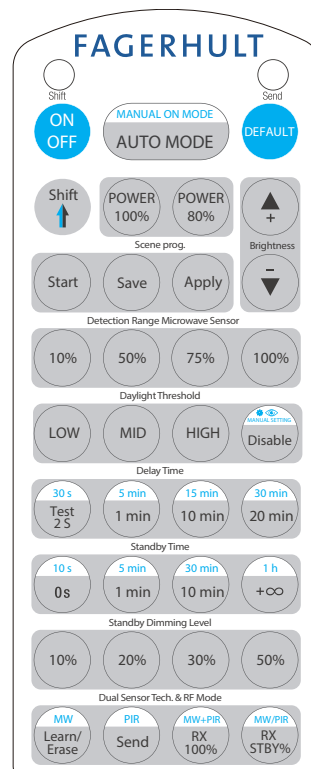 FAGERHULT
Shift Send
ON
OFF
MANUAL ON MODE
AUTO MODE
DEFAULT
Shift
POWER
100%
POWER
80%
+
Scene prog.
Brightness
Start Save Apply
−
Detection Range Microwave Sensor
10% 50% 75% 100%
Daylight Threshold
LOW MID HIGH
MANUAL SETTING
Disable
Delay Time
30 s 5 min 15 min 30 min
Test
2 S
1 min 10 min 20 min
Standby Time
10 s 5 min 30 min 1 h
0s 1 min 10 min +∞
Standby Dimming Level
10% 20% 30% 50%
Dual Sensor Tech. & RF Mode
MW PIR MW+PIR MW/PIR
Learn/
Erase
Send
RX
100%
RX
STBY%